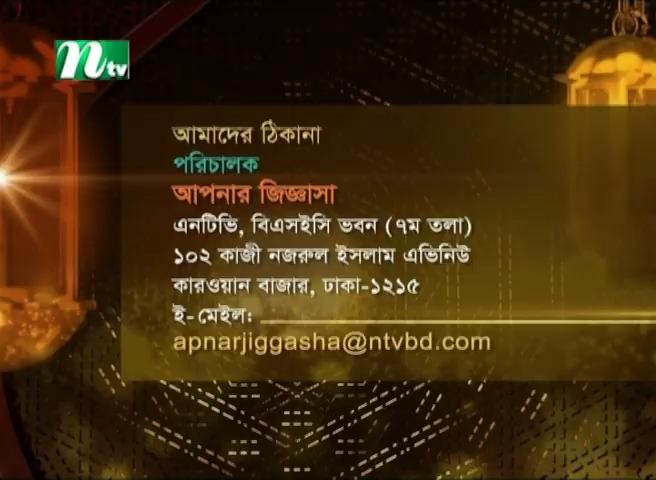 ntv
আমাদের ঠিকানা
পরিচালক
আপনার জিজ্ঞাসা
এনটিভি, বিএসইসি ভবন (৭ম তলা)
১০২ কাজী নজরুল ইসলাম এভিনিউ
কারওয়ান বাজার, ঢাকা-১২১৫
ই-মেইল:
apnarjiggasha@ntvbd.com